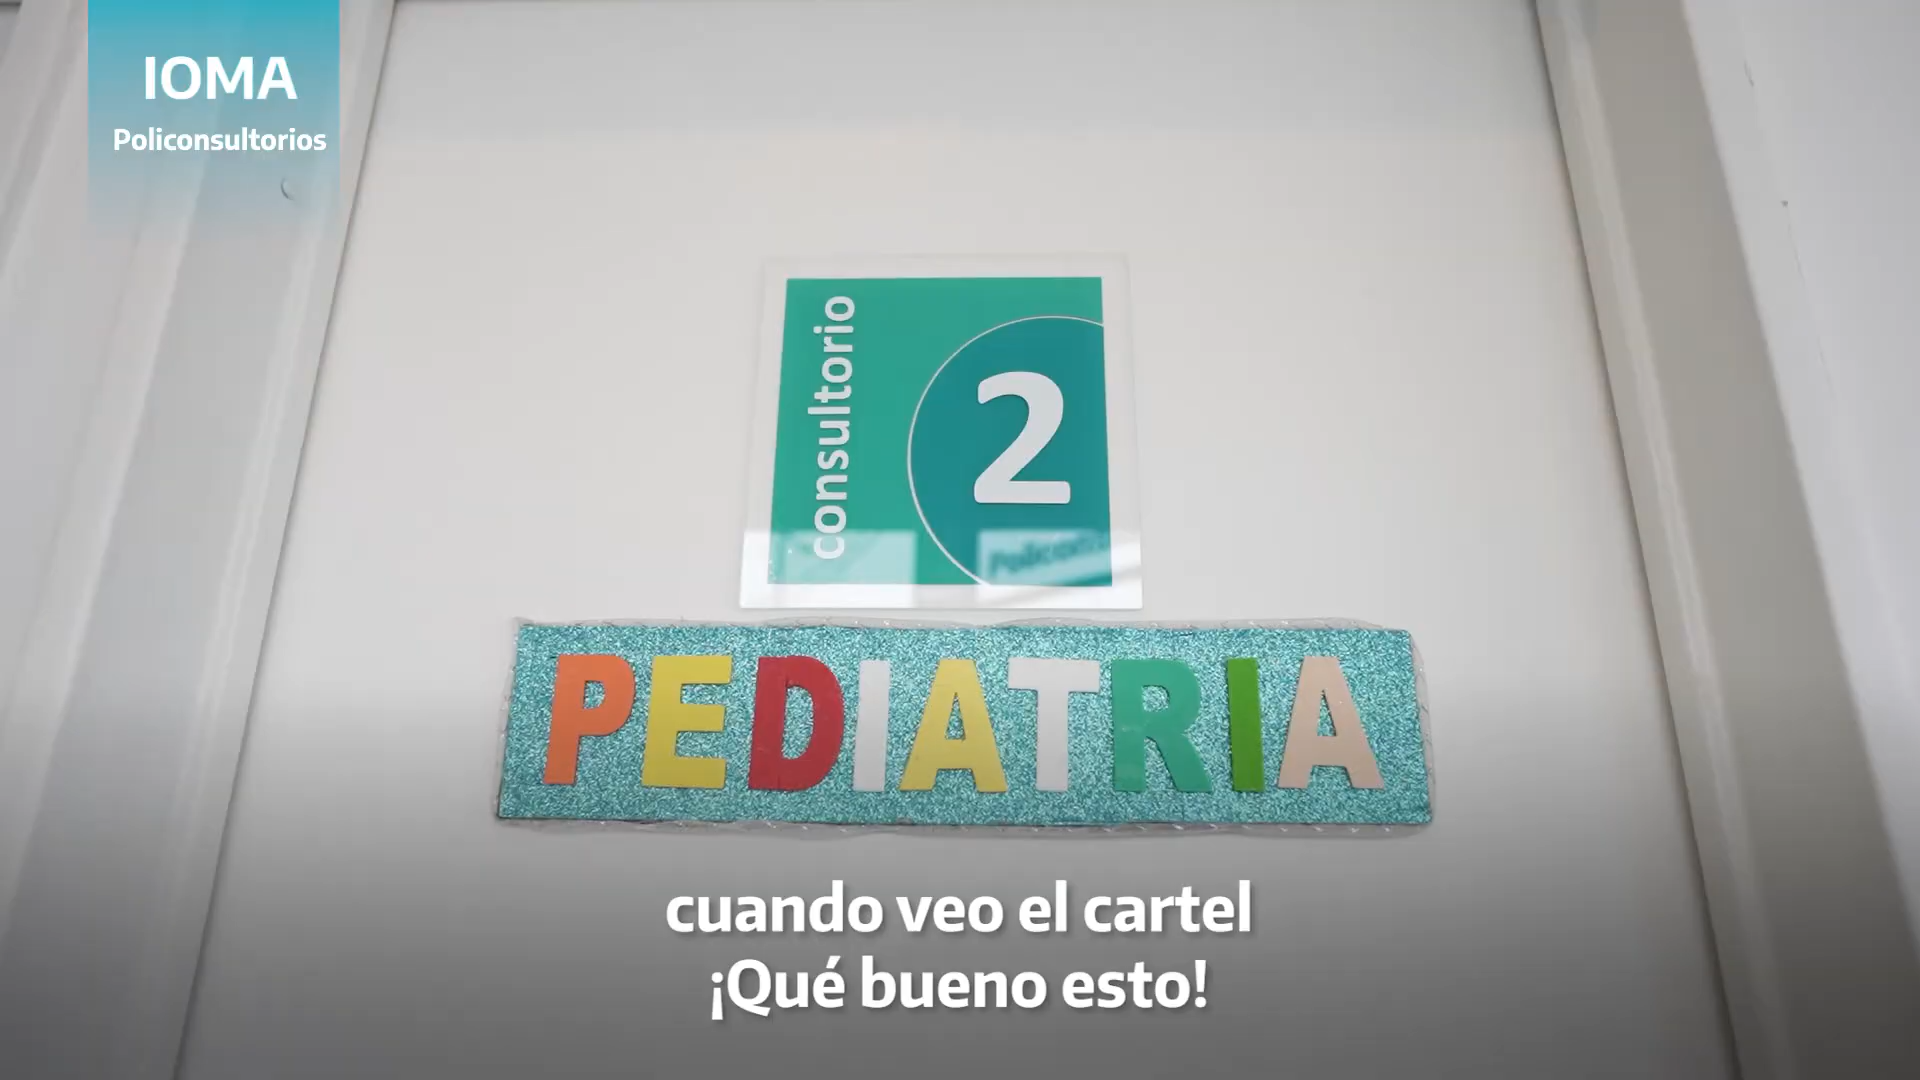 IOMA
Policonsultorios
consultorio
2
PEDIATRIA
cuando veo el cartel
¡Qué bueno esto!